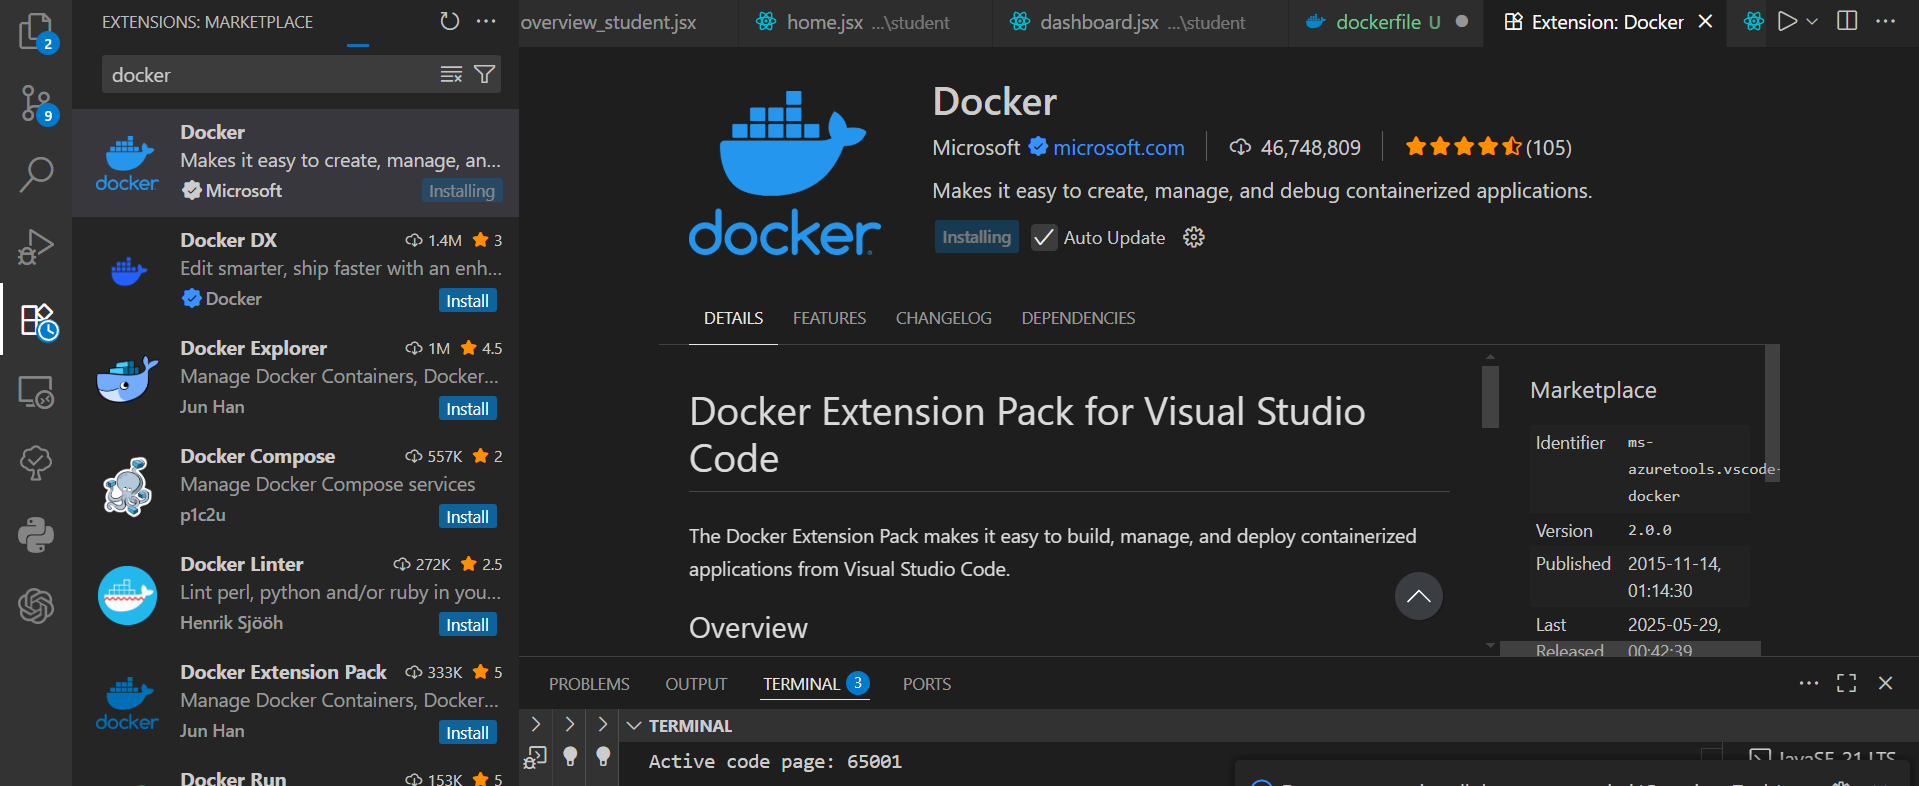 EXTENSIONS: MARKETPLACE
2
9
docker
Docker
Makes it easy to create, manage, an...
Microsoft
Installing
docker
Docker DX
1.4M
3
Edit smarter, ship faster with an enh...
Docker
Install
Docker Explorer
1M
4.5
Manage Docker Containers, Docker...
Jun Han
Install
Docker Compose
557K
2
Manage Docker Compose services
p1c2u
Install
Docker Linter
272K
2.5
Lint perl, python and/or ruby in you...
Henrik Sjööh
Install
Docker Extension Pack
333K
5
Manage Docker Containers, Docker...
docker
Jun Han
Install
Docker Run
153K
5
overview_student.jsx
home.jsx ...\student
dashboard.jsx ...\student
dockerfile U
Extension: Docker
docker
Docker
Microsoft microsoft.com
46,748,809
(105)
Makes it easy to create, manage, and debug containerized applications.
Installing
Auto Update
DETAILS
FEATURES
CHANGELOG
DEPENDENCIES
Docker Extension Pack for Visual Studio
Code
The Docker Extension Pack makes it easy to build, manage, and deploy containerized
applications from Visual Studio Code.
Overview
Marketplace
Identifier
ms-
azuretools.vscode-
docker
Version
2.0.0
Published
2015-11-14,
01:14:30
Last
Released
2025-05-29,
00:42:39
PROBLEMS
OUTPUT
TERMINAL 3
PORTS
TERMINAL
Active code page: 65001
JavaSE-21 LTS